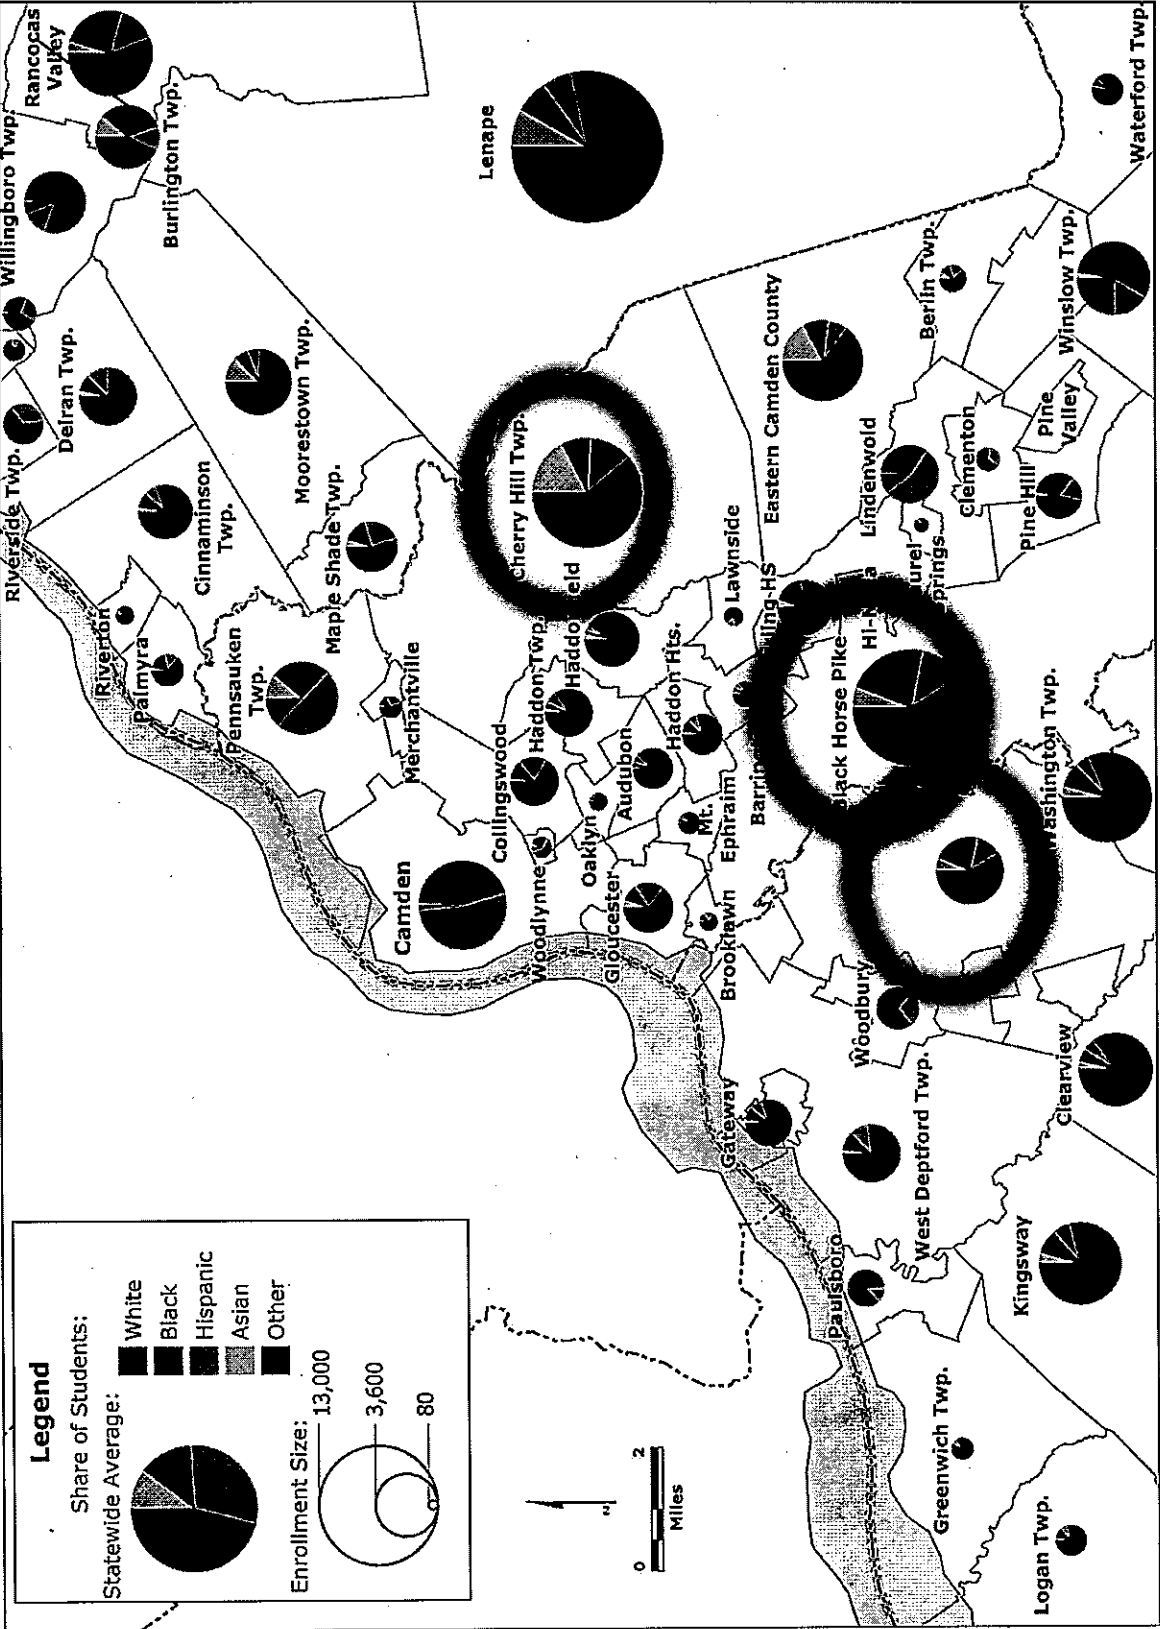 Legend
Share of Students:
Statewide Average:
White
Black
Hispanic
Asian
Other
Enrollment Size:
13,000
3,600
80
0
2
Miles
Rancocas
Valley
Willingboro Twp.
Burlington Twp.
Lenape
Waterford Twp.
Riverside Twp.
Delran Twp.
Moorestown Twp.
Cinnaminson
Twp.
Maple Shade Twp.
Cherry Hill Twp.
Eastern Camden County
Berlin Twp.
Winslow Twp.
Lindenwold
Clementon
Pine
Valley
Pine Hill
Riverton
Palmyra
Pennsauken
Twp.
Merchantville
Haddon Twp.
eld
Lawnside
Haddon Hts.
Collingswood
Audubon
Oaklyn
Mt.
Ephraim
Black Horse Pike
Washington Twp.
Camden
Woodlynne
Gloucester
Brooklawn
Woodbury
Gateway
West Deptford Twp.
Clearview
Paulsboro
Kingsway
Greenwich Twp.
Logan Twp.